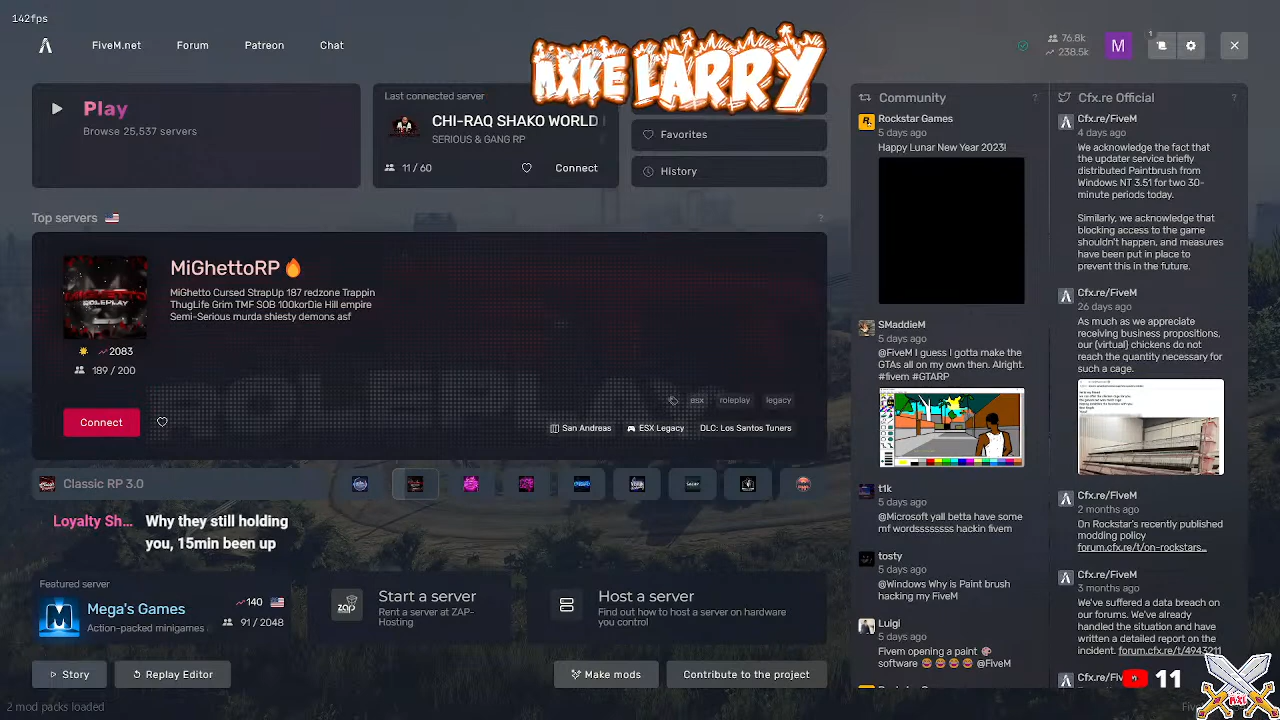 142fps
FiveM.net
Forum
Patreon
Chat
AXKE LARRY
76.8k
238.5k
M
1
Play
Browse 25,537 servers
Last connected server
CHI-RAQ SHAKO WORLD
SERIOUS & GANG RP
11 / 60
Connect
Favorites
History
Top servers
?
MiGhettoRP
MiGhetto Cursed StrapUp 187 redzone Trappin
ThugLife Grim TMF SOB 100korDie Hill empire
Semi-Serious murda shiesty demons asf
ROLEPLAY
2083
189 / 200
Connect
esx
roleplay
legacy
San Andreas
ESX Legacy
DLC: Los Santos Tuners
Classic RP 3.0
Loyalty Sh...
Why they still holding
you, 15min been up
Featured server
Mega's Games
Action-packed minigames
140
91 / 2048
ZAP
Start a server
Rent a server at ZAP-
Hosting
Host a server
Find out how to host a server on hardware
you control
Story
Replay Editor
Make mods
Contribute to the project
2 mod packs loaded
Community
?
Rockstar Games
5 days ago
Happy Lunar New Year 2023!
SMaddieM
5 days ago
@FiveM I guess I gotta make the
GTAs all on my own then. Alright.
#fivem #GTARP
t1k
5 days ago
@Microsoft yall betta have some
mf wordsssssss hackin fivem
tosty
5 days ago
@Windows Why is Paint brush
hacking my FiveM
Luigi
5 days ago
Fivem opening a paint
software @FiveM
Cfx.re Official
?
Cfx.re/FiveM
4 days ago
We acknowledge the fact that
the updater service briefly
distributed Paintbrush from
Windows NT 3.51 for two 30-
minute periods today.
Similarly, we acknowledge that
blocking access to the game
shouldn't happen, and measures
have been put in place to
prevent this in the future.
Cfx.re/FiveM
26 days ago
As much as we appreciate
receiving business propositions,
our (virtual) chickens do not
reach the quantity necessary for
such a cage.
Cfx.re/FiveM
2 months ago
On Rockstar's recently published
modding policy
forum.cfx.re/t/on-rockstars…
Cfx.re/FiveM
3 months ago
We've suffered a data breach on
our forums. We've already
handled the situation and have
written a detailed report on the
incident. forum.cfx.re/t/4943211
11
AXE